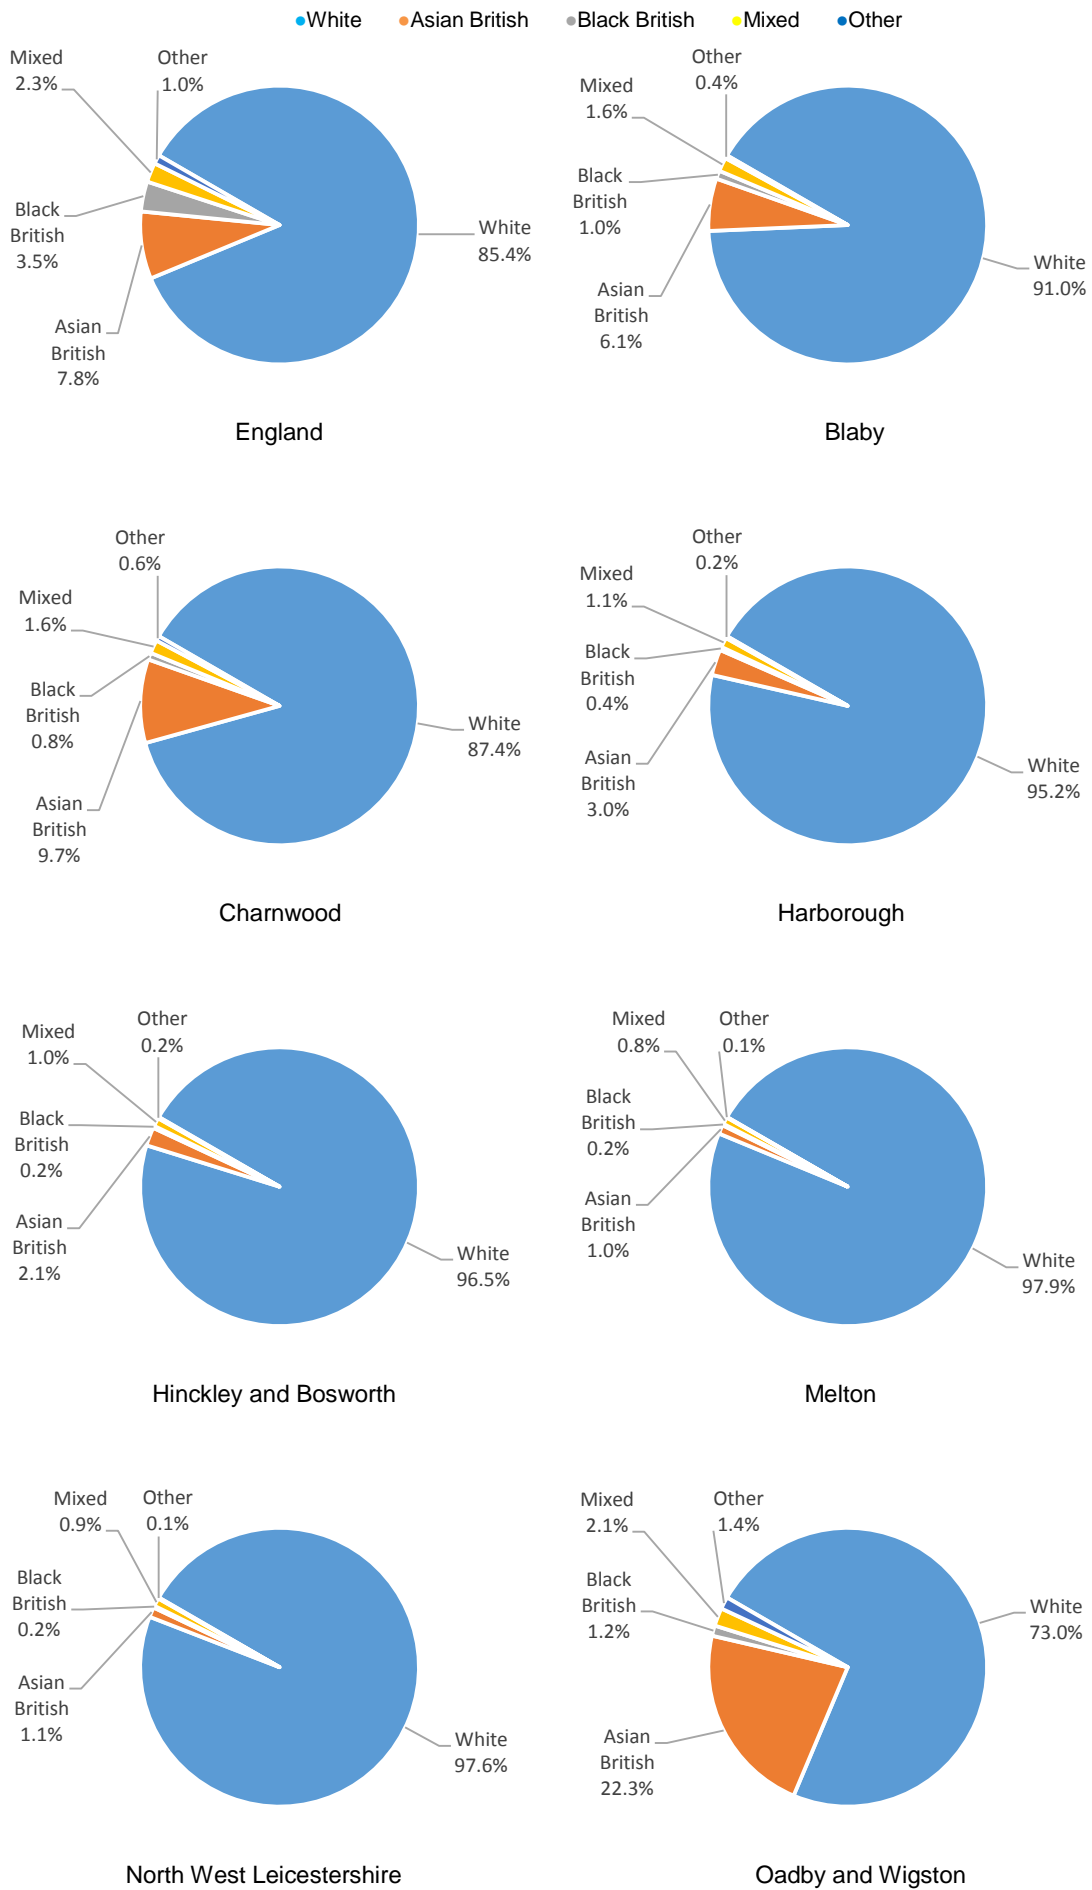 White Asian British Black British Mixed Other
Mixed
2.3%
Other
1.0%
Black
British
3.5%
White
85.4%
Asian
British
7.8%
England
Other
0.4%
Mixed
1.6%
Black
British
1.0%
White
91.0%
Asian
British
6.1%
Blaby
Other
0.6%
Mixed
1.6%
Black
British
0.8%
White
87.4%
Asian
British
9.7%
Charnwood
Other
0.2%
Mixed
1.1%
Black
British
0.4%
White
95.2%
Asian
British
3.0%
Harborough
Mixed
1.0%
Other
0.2%
Black
British
0.2%
Asian
British
2.1%
White
96.5%
Hinckley and Bosworth
Mixed
0.8%
Other
0.1%
Black
British
0.2%
Asian
British
1.0%
White
97.9%
Melton
Mixed
0.9%
Other
0.1%
Black
British
0.2%
Asian
British
1.1%
White
97.6%
North West Leicestershire
Mixed
2.1%
Other
1.4%
Black
British
1.2%
White
73.0%
Asian
British
22.3%
Oadby and Wigston